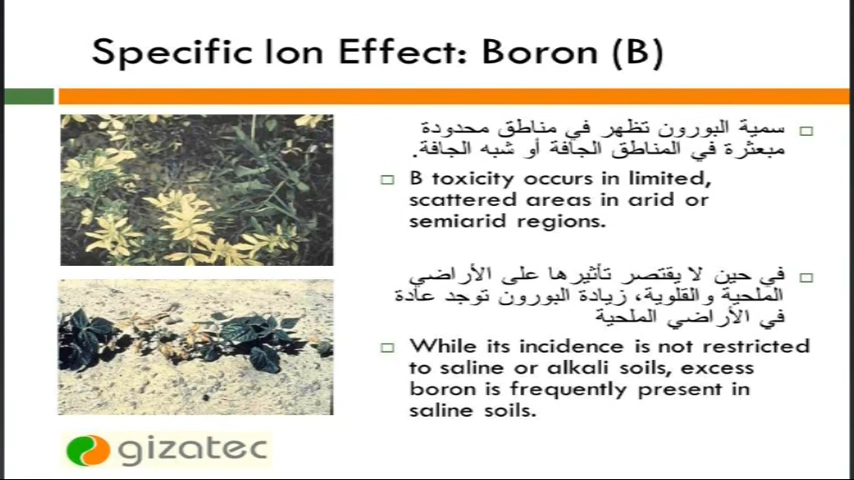 Specific Ion Effect: Boron (B)
سمية البورون تظهر في مناطق محدودة
مبعثرة في المناطق الجافة أو شبه الجافة.
B toxicity occurs in limited,
scattered areas in arid or
semiarid regions.
في حين لا يقتصر تأثيرها على الأراضي
الملحية والقلوية، زيادة البورون توجد عادة
في الأراضي الملحية
While its incidence is not restricted
to saline or alkali soils, excess
boron is frequently present in
saline soils.
gizatec